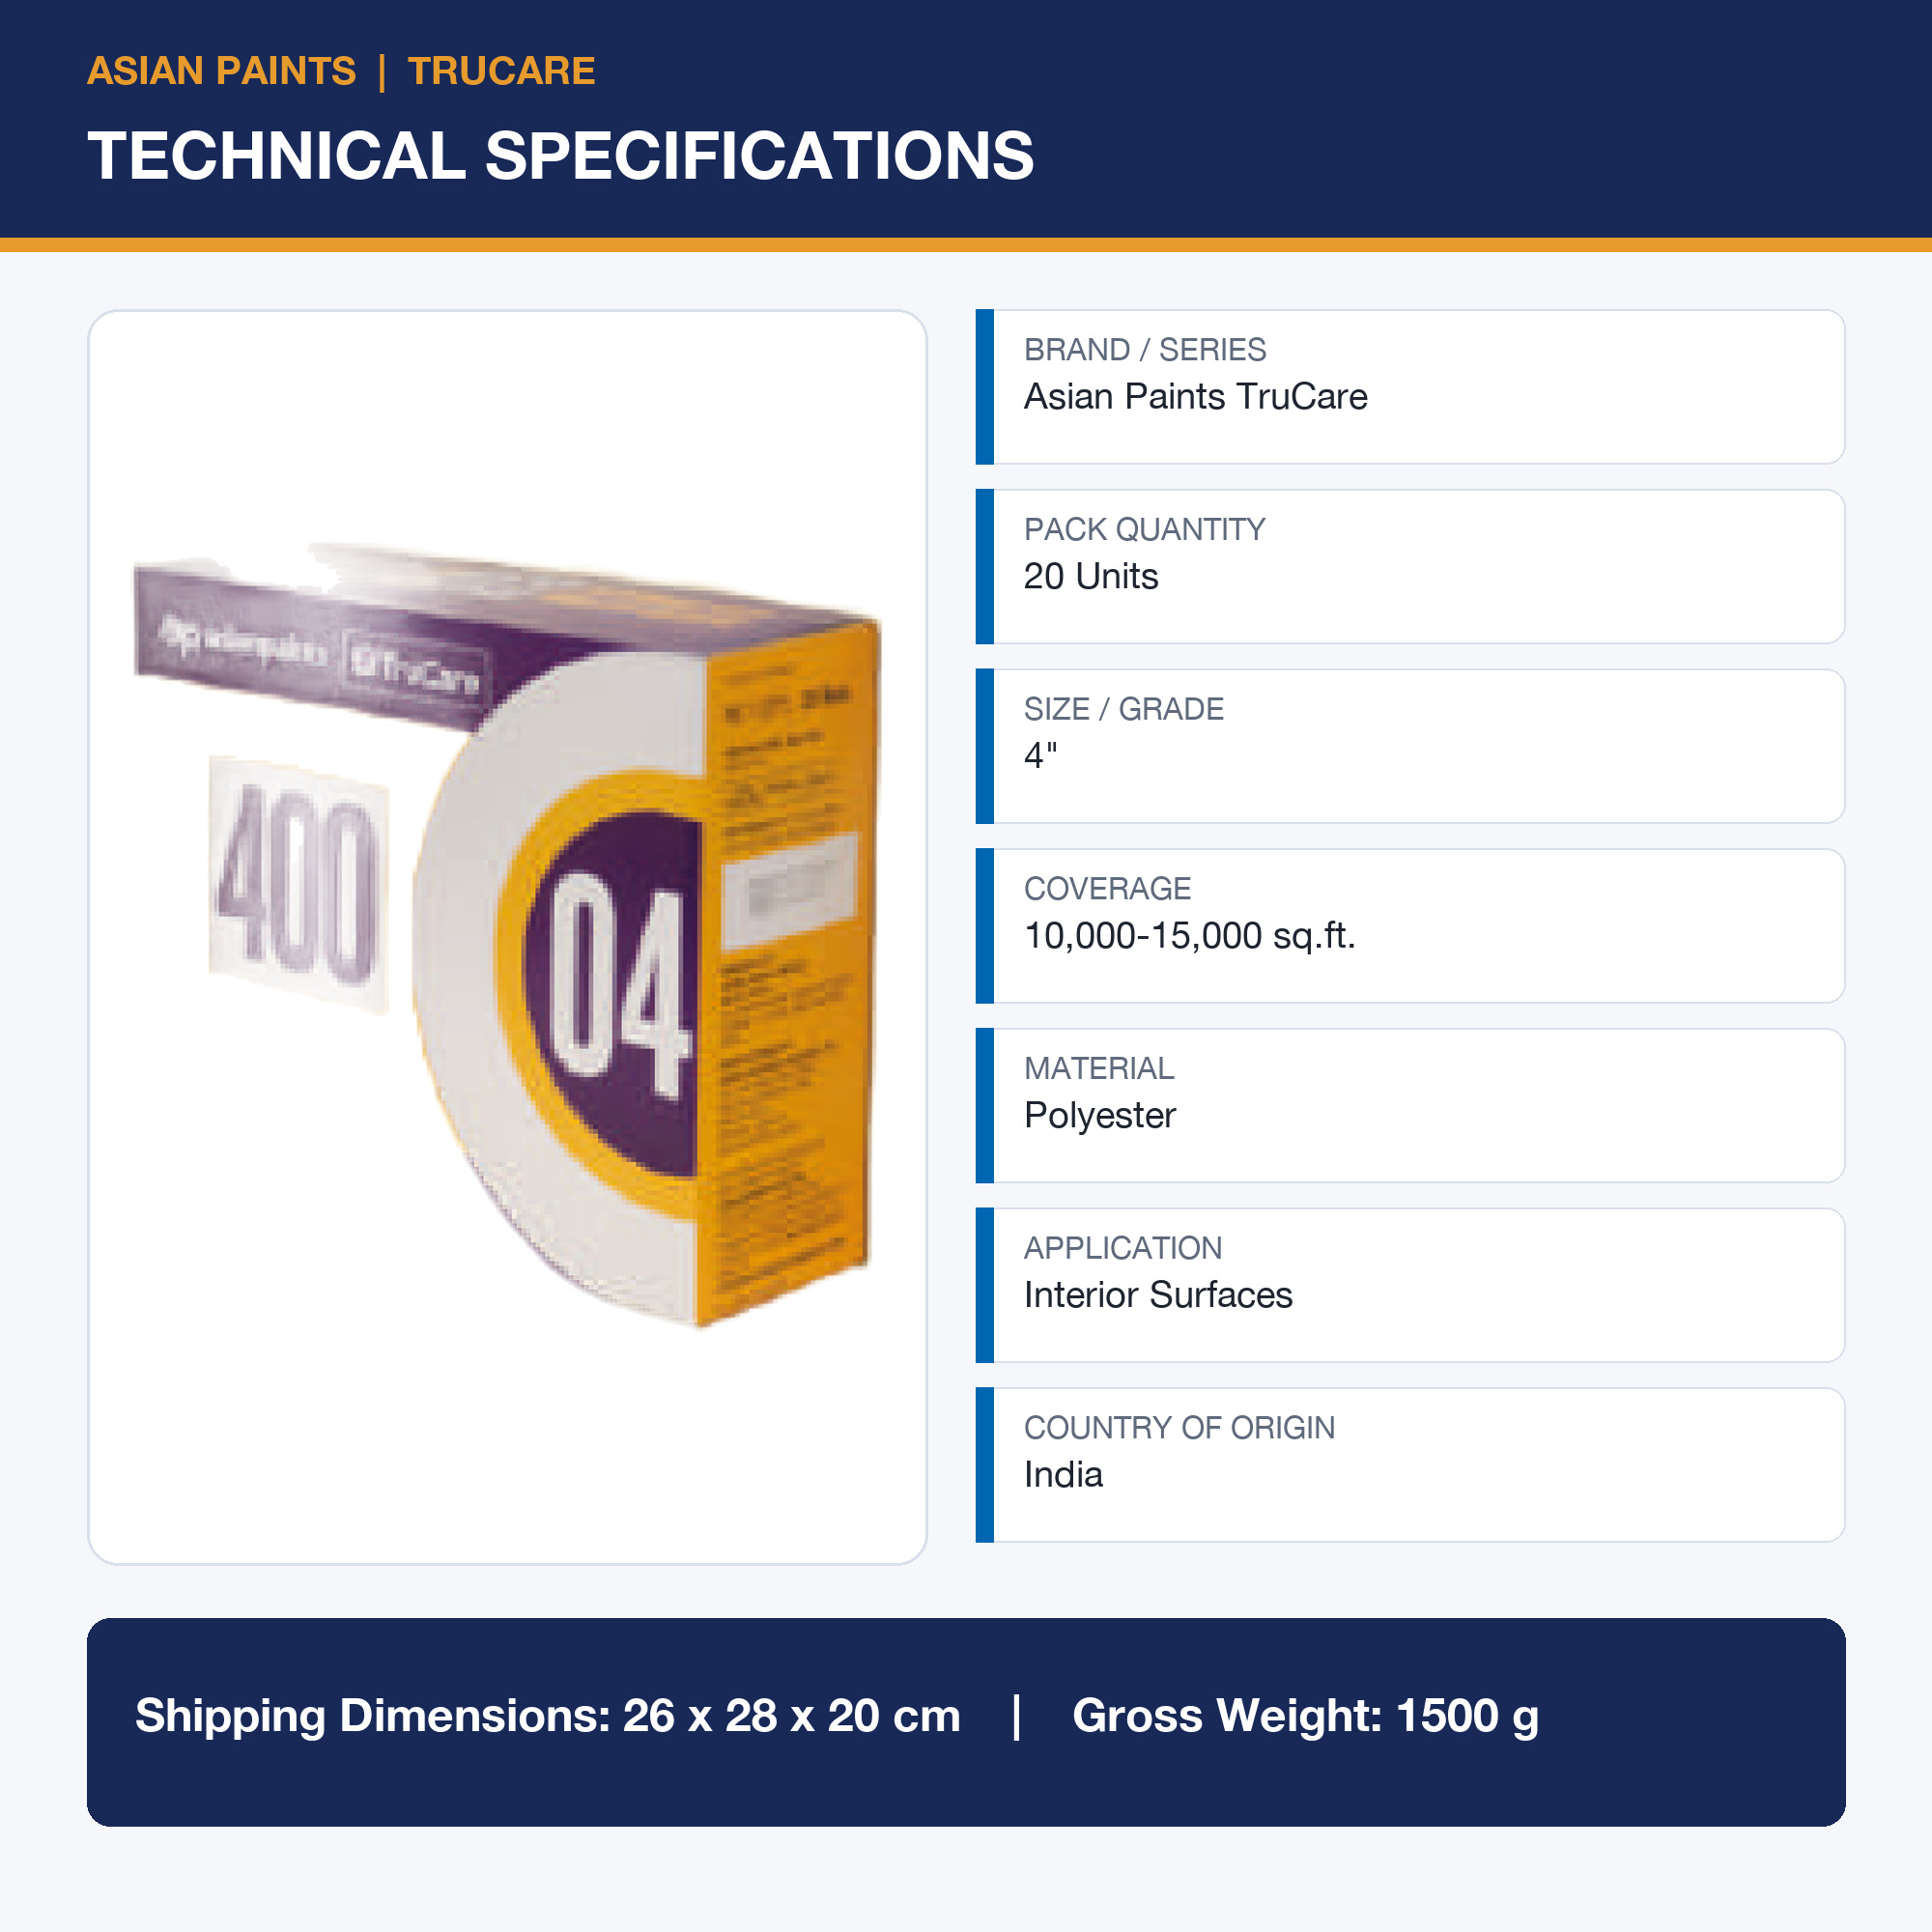 ASIAN PAINTS | TRUCARE
TECHNICAL SPECIFICATIONS
asianpaints TruCare
400
04
BRAND / SERIES
Asian Paints TruCare
PACK QUANTITY
20 Units
SIZE / GRADE
4"
COVERAGE
10,000-15,000 sq.ft.
MATERIAL
Polyester
APPLICATION
Interior Surfaces
COUNTRY OF ORIGIN
India
Shipping Dimensions: 26 x 28 x 20 cm | Gross Weight: 1500 g